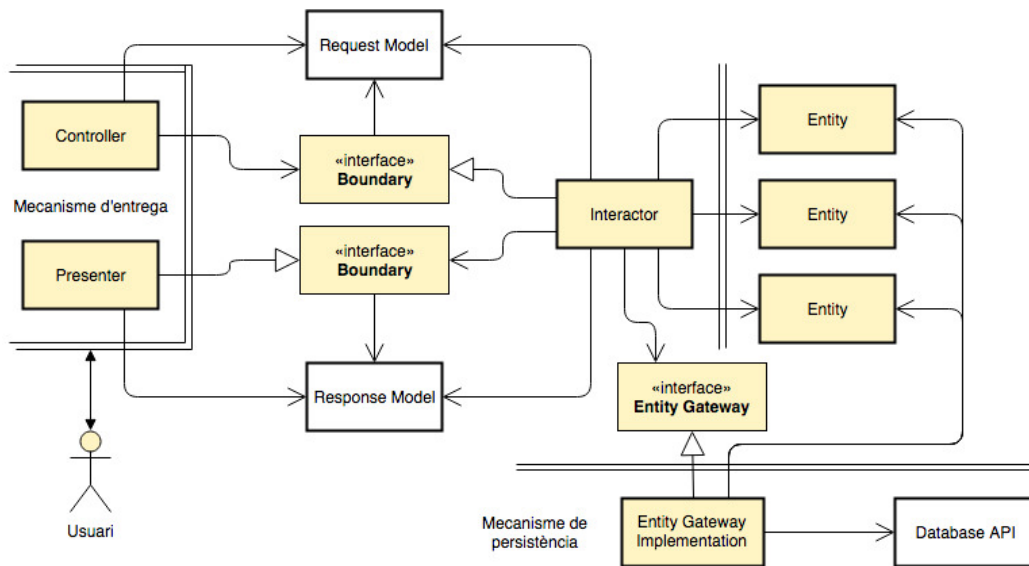 Request Model
Controller
Entity
«interface»
Boundary
Mecanisme d'entrega
Interactor
Entity
«interface»
Boundary
Presenter
Entity
Response Model
«interface»
Entity Gateway
Usuari
Mecanisme de
persistència
Entity Gateway
Implementation
Database API